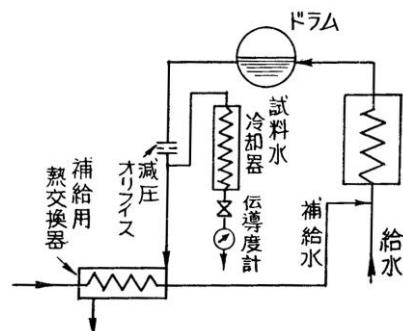 ドラム
試料水
冷却器
減圧
オリフイス
補給用
熱交換器
伝導度計
補給水
給水